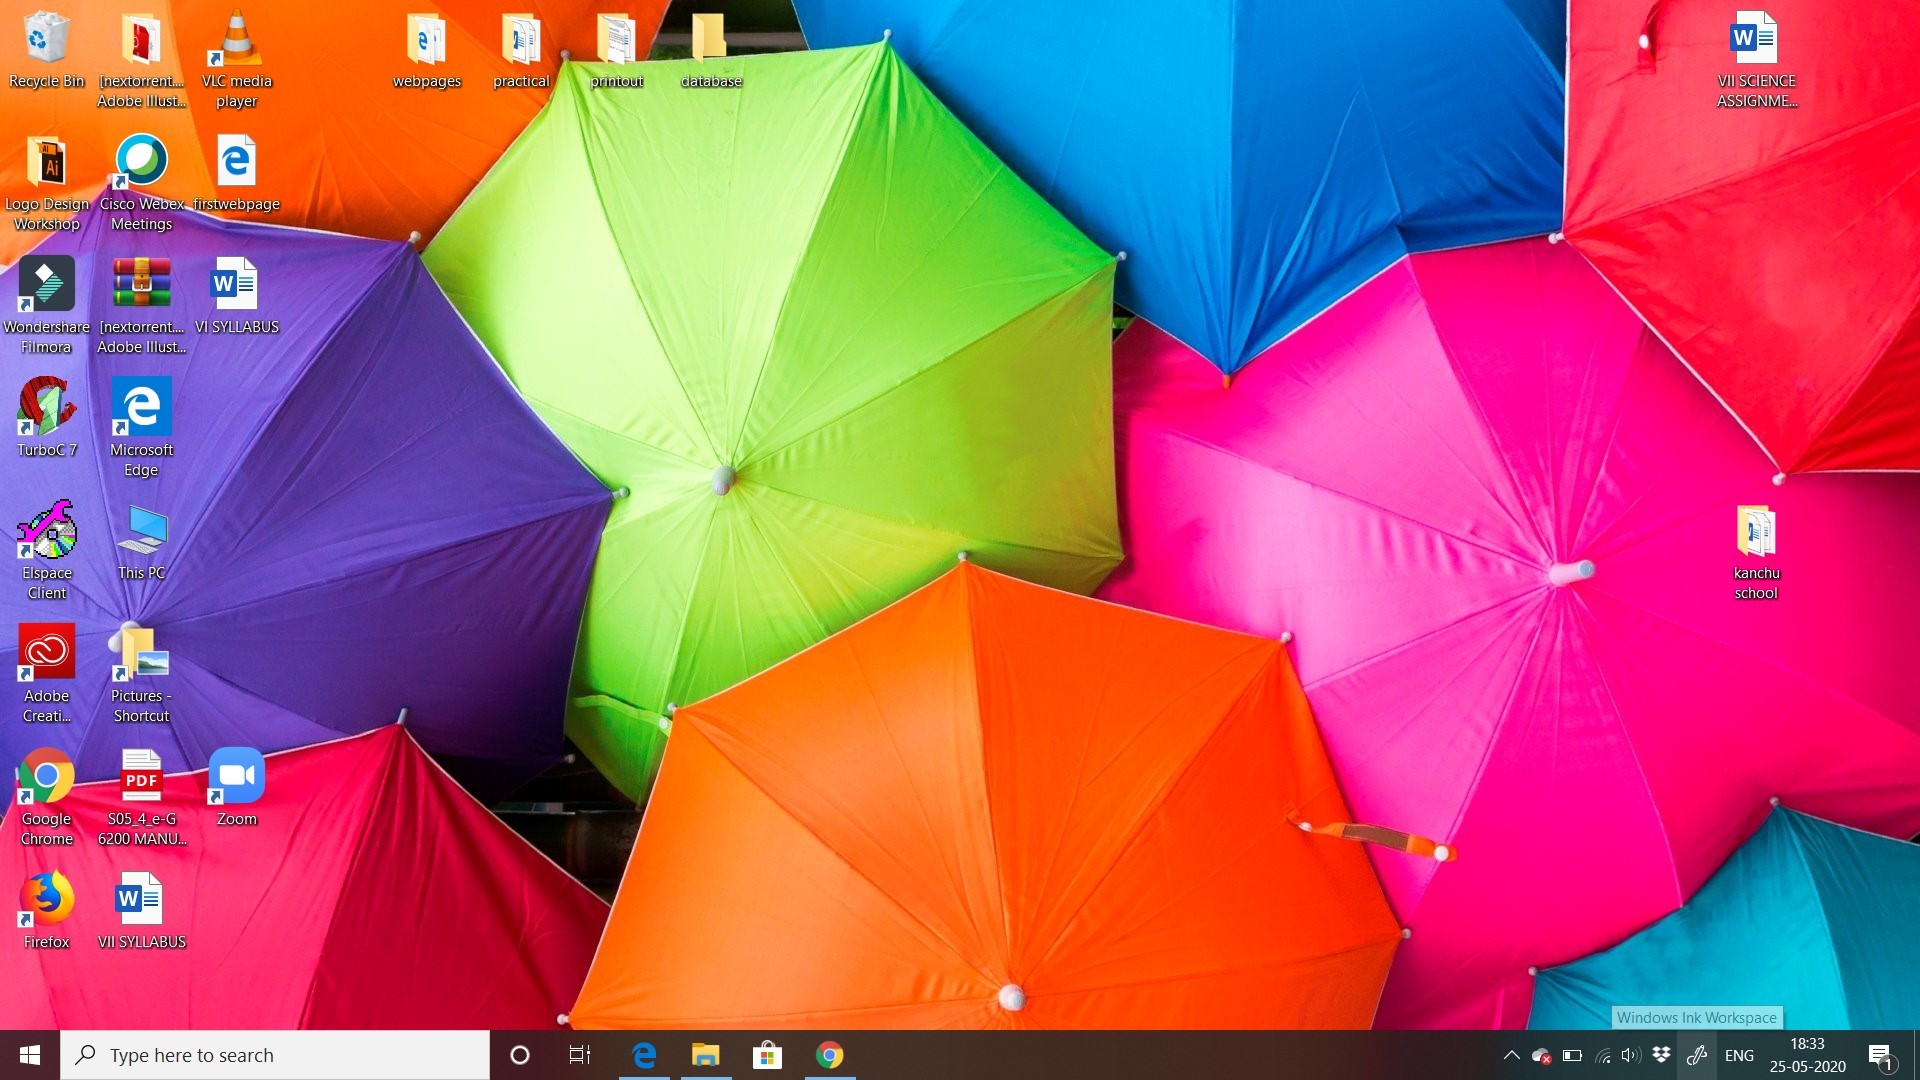 Recycle Bin
[nextorrent....
Adobe Illust...
VLC media
player
webpages
practical
printout
database
VII SCIENCE
ASSIGNME...
Logo Design
Workshop
Cisco Webex
Meetings
firstwebpage
Wondershare
Filmora
[nextorrent....
Adobe Illust...
VI SYLLABUS
TurboC 7
Microsoft
Edge
Elspace
Client
This PC
kanchu
school
Adobe
Creati...
Pictures -
Shortcut
Google
Chrome
PDF
S05_4_e-G
6200 MANU...
Zoom
Firefox
VII SYLLABUS
Windows Ink Workspace
Type here to search
ENG
18:33
25-05-2020
1